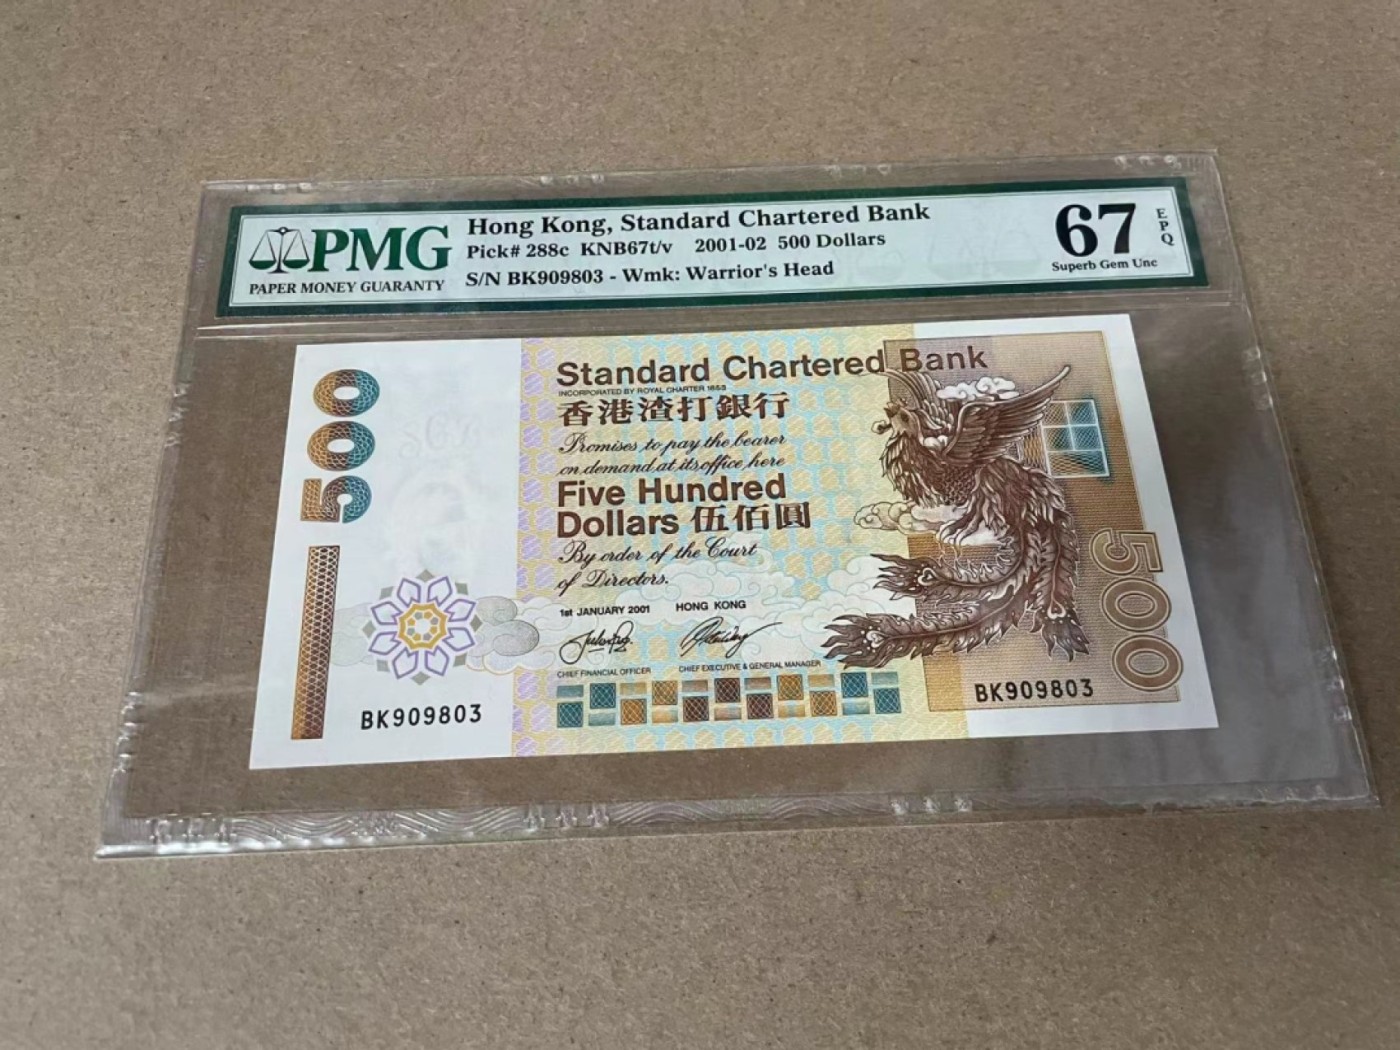 PMG
PAPER MONEY GUARANTY
Hong Kong, Standard Chartered Bank
Pick# 288c KNB67t/v 2001-02 500 Dollars
S/N BK909803 - Wmk: Warrior's Head
67
EPQ
Superb Gem Unc
500
Standard Chartered Bank
INCORPORATED BY ROYAL CHARTER 1853
香港渣打銀行
Promises to pay the bearer
on demand at its office here
Five Hundred
Dollars 伍佰圓
By order of the Court
of Directors.
1st JANUARY 2001 HONG KONG
CHIEF FINANCIAL OFFICER CHIEF EXECUTIVE & GENERAL MANAGER
BK909803
BK909803
500